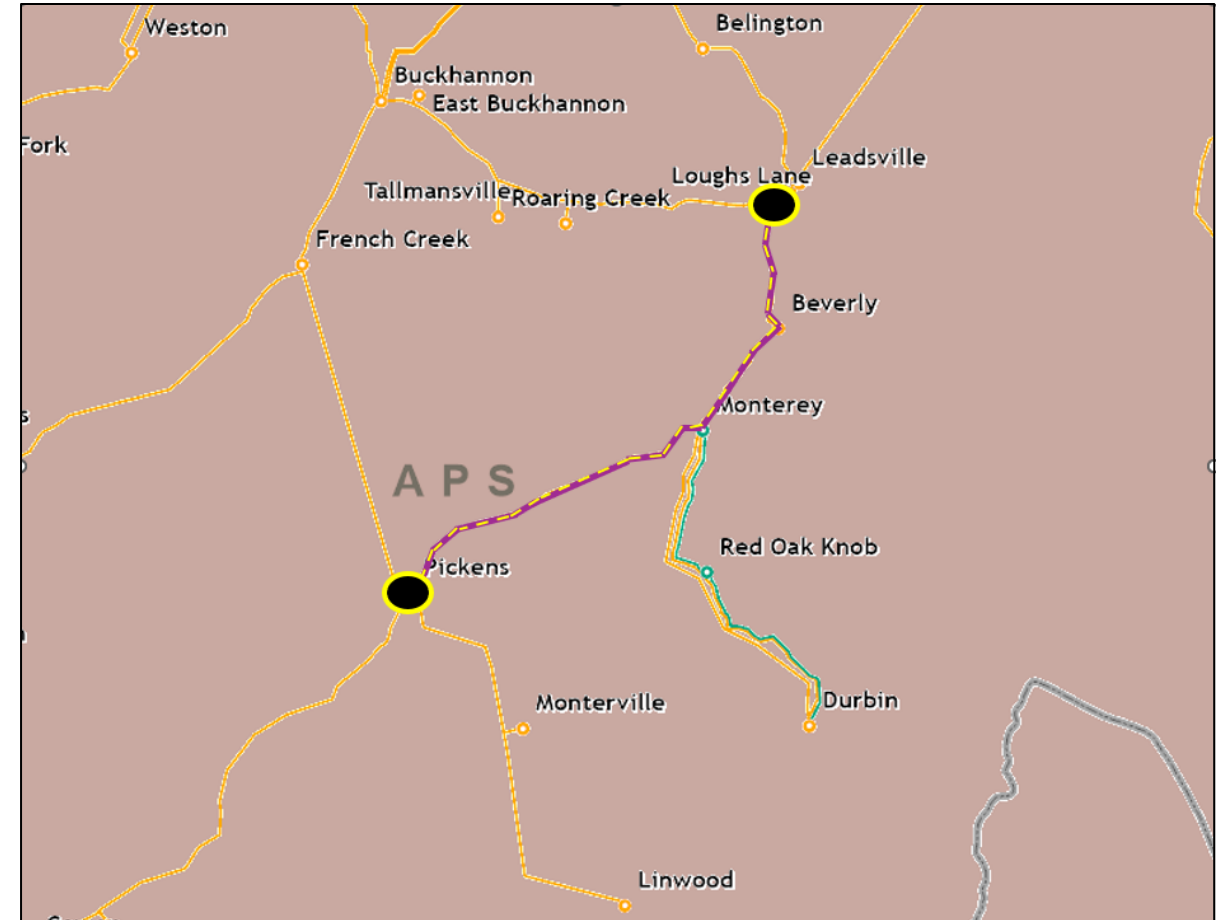 Weston
Belington
Buckhannon
East Buckhannon
Fork
Leadsville
Loughs Lane
Tallmansville
Roaring Creek
French Creek
Beverly
Monterey
APS
Red Oak Knob
Pickens
Monterville
Durbin
Linwood